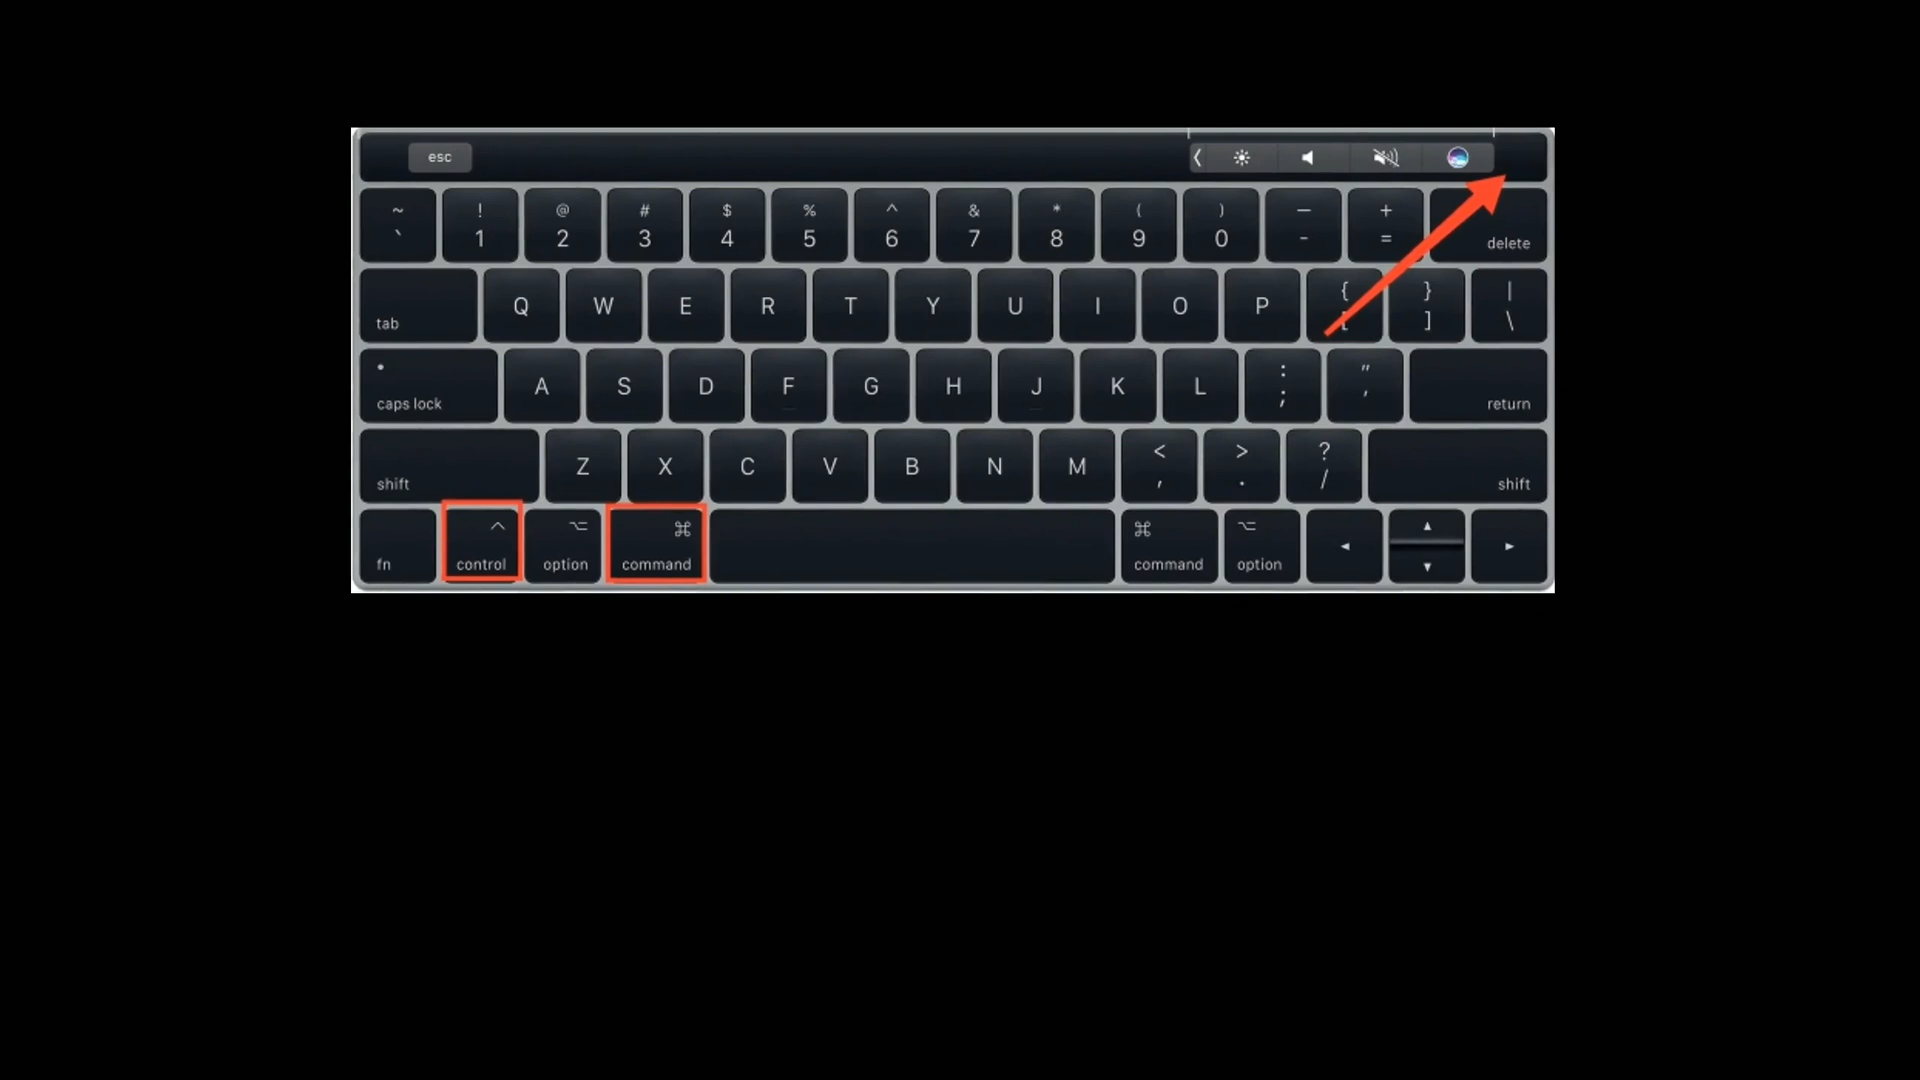 esc
~ ! @ # $ % ^ & * ( ) — +
` 1 2 3 4 5 6 7 8 9 0 - = delete
tab Q W E R T Y U I O P { [ } ] | \
caps lock A S D F G H J K L : ; " ' return
shift Z X C V B N M < , > . ? / shift
fn ^ control ⌥ option ⌘ command ⌘ command ⌥ option ◄ ▲ ▼ ►